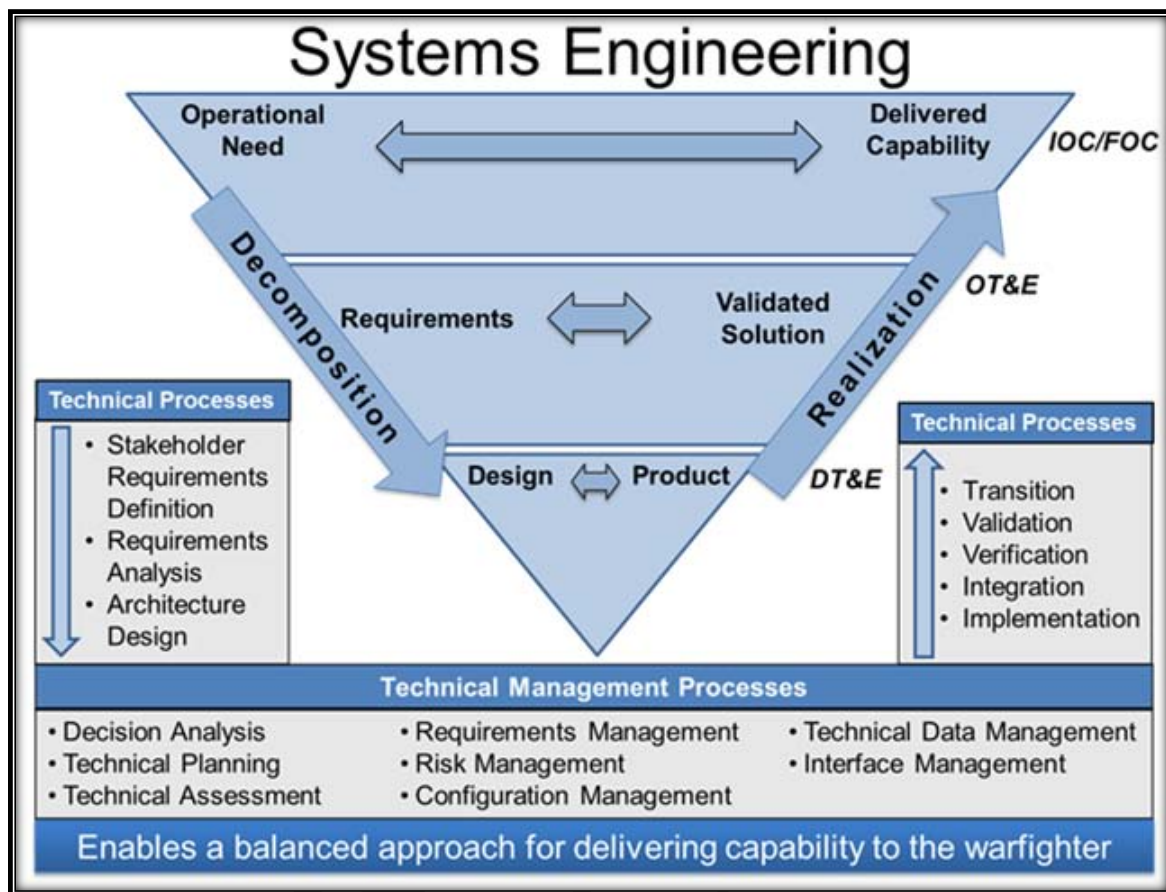 Systems Engineering
Operational
Need
Delivered
Capability
IOC/FOC
Decomposition
Realization
OT&E
Requirements
Validated
Solution
Design
Product
DT&E
Technical Processes
• Stakeholder
Requirements
Definition
• Requirements
Analysis
• Architecture
Design
Technical Processes
• Transition
• Validation
• Verification
• Integration
• Implementation
Technical Management Processes
• Decision Analysis
• Technical Planning
• Technical Assessment
• Requirements Management
• Risk Management
• Configuration Management
• Technical Data Management
• Interface Management
Enables a balanced approach for delivering capability to the warfighter